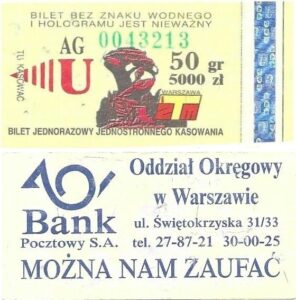 BILET BEZ ZNAKU WODNEGO
I HOLOGRAMU JEST NIEWAŻNY
TU KASOWAĆ
AG 0043213
U
50 gr
5000 zł
WARSZAWA
ZTM
BILET JEDNORAZOWY JEDNOSTRONNEGO KASOWANIA
Oddział Okręgowy
w Warszawie
Bank
Pocztowy S.A.
ul. Świętokrzyska 31/33
tel. 27-87-21 30-00-25
MOŻNA NAM ZAUFAĆ